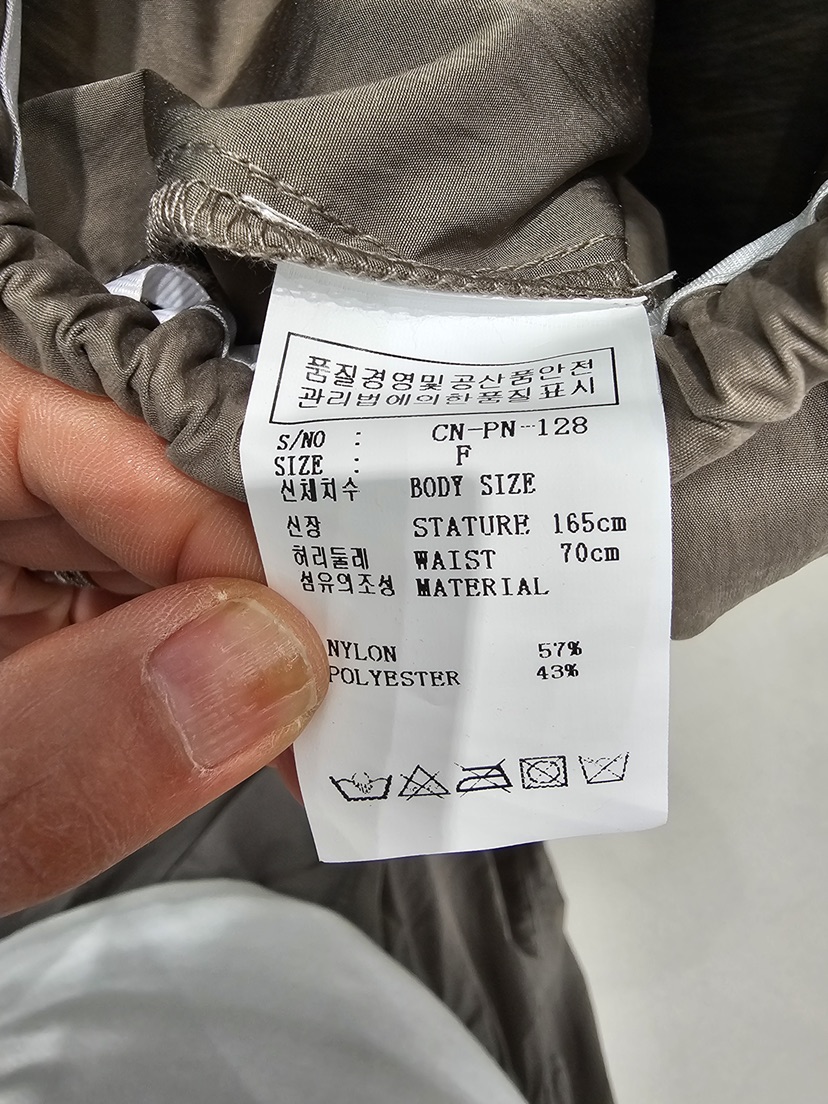 품질경영및공산품안전
관리법에의한품질표시
S/NO : CN-PN-128
SIZE : F
신체치수 BODY SIZE
신장 STATURE 165cm
허리둘레 WAIST 70cm
섬유의조성 MATERIAL
NYLON 57%
POLYESTER 43%